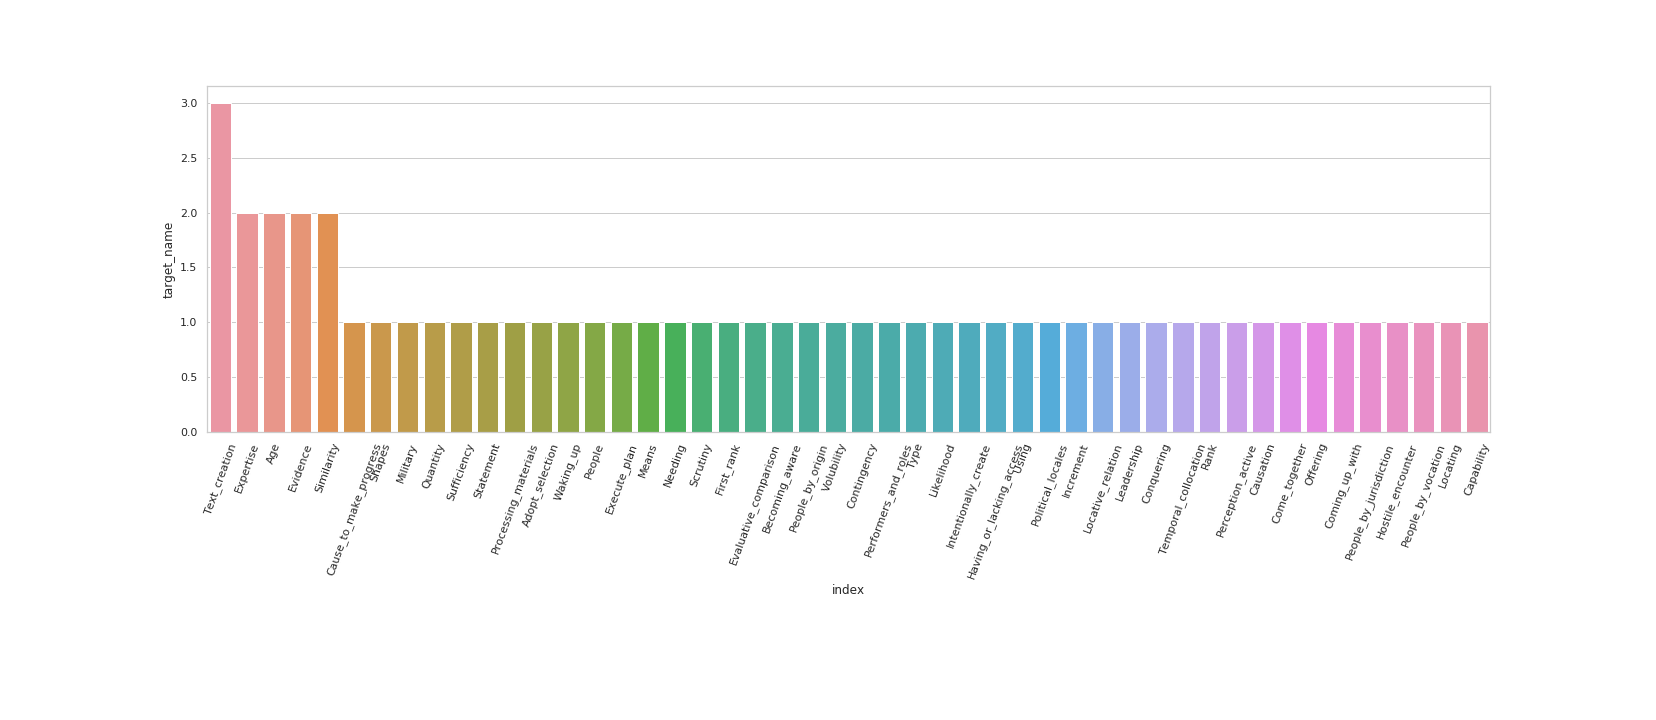 3.0
2.5
2.0
1.5
1.0
0.5
0.0
target_name
Text_creation
Expertise
Age
Evidence
Similarity
Cause_to_make_progress
Shapes
Military
Quantity
Sufficiency
Statement
Processing_materials
Adopt_selection
Waking_up
People
Execute_plan
Means
Needing
Scrutiny
First_rank
Evaluative_comparison
Becoming_aware
People_by_origin
Volubility
Contingency
Performers_and_roles
Type
Likelihood
Intentionally_create
Having_or_lacking_access
Using
Political_locales
Increment
Locative_relation
Leadership
Conquering
Temporal_collocation
Rank
Perception_active
Causation
Come_together
Offering
Coming_up_with
People_by_jurisdiction
Hostile_encounter
People_by_vocation
Locating
Capability
index